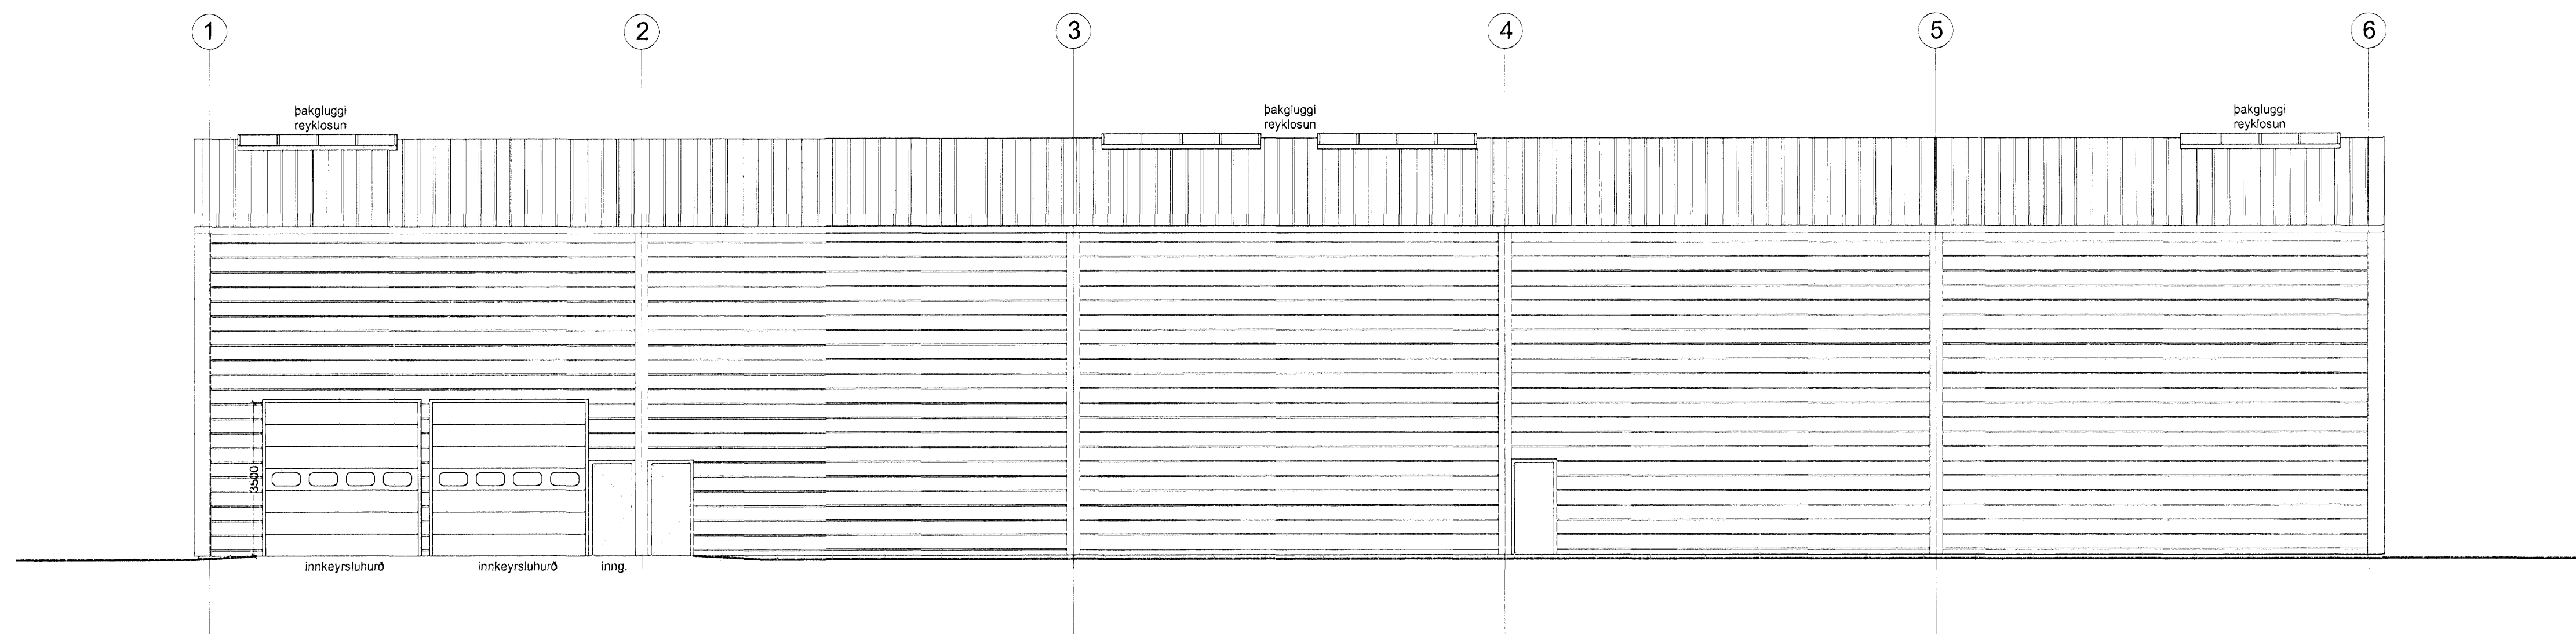 1
2
3
4
5
6
þakgluggi
reyklosun
þakgluggi
reyklosun
þakgluggi
reyklosun
3500
innkeyrsluhurð
innkeyrsluhurð
inng.